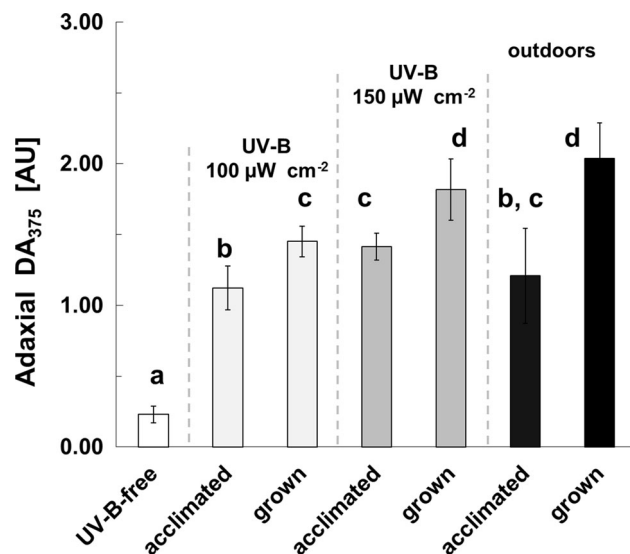 3.00
2.00
1.00
0.00
Adaxial DA375 [AU]
UV-B
100 µW cm-2
UV-B
150 µW cm-2
outdoors
a
b
c
c
d
b, c
d
UV-B-free
acclimated
grown
acclimated
grown
acclimated
grown